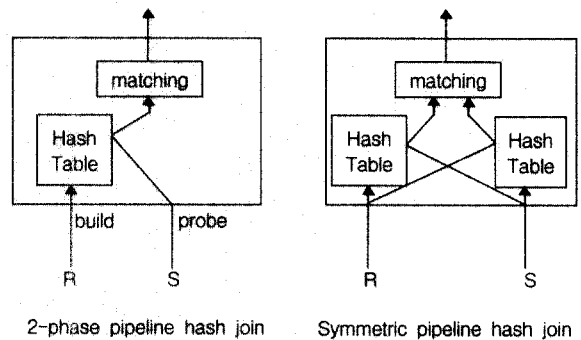 matching
Hash
Table
build
probe
R
S
2-phase pipeline hash join
matching
Hash
Table
Hash
Table
R
S
Symmetric pipeline hash join